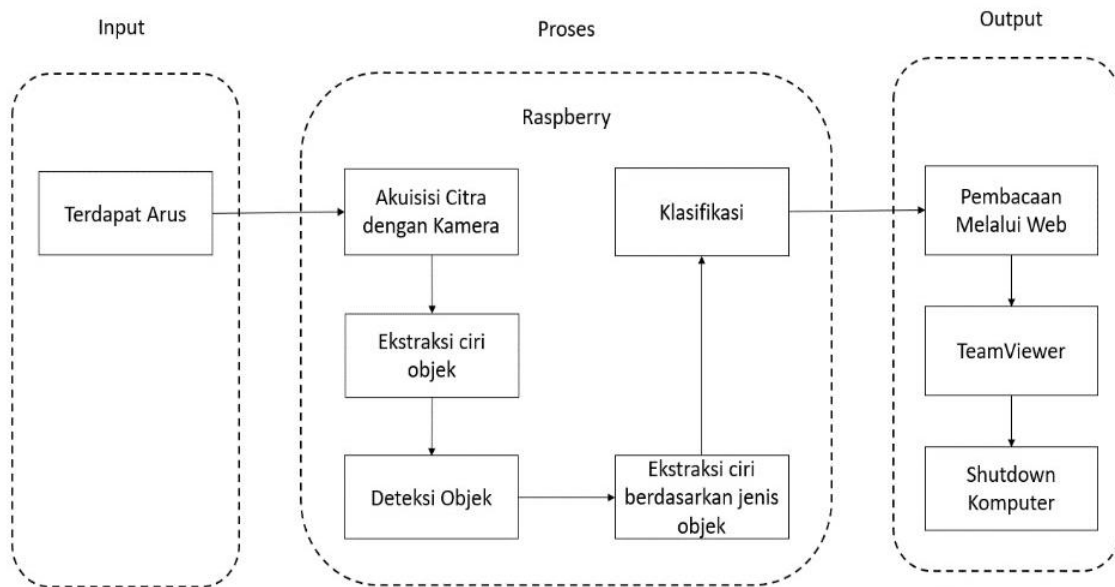 Input
Proses
Output
Raspberry
Terdapat Arus
Akuisisi Citra
dengan Kamera
Ekstraksi ciri
objek
Deteksi Objek
Ekstraksi ciri
berdasarkan jenis
objek
Klasifikasi
Pembacaan
Melalui Web
TeamViewer
Shutdown
Komputer